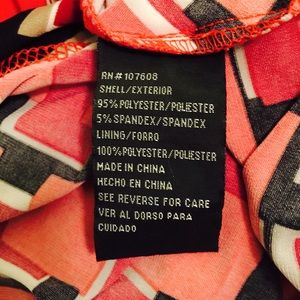 RN#107608
SHELL/EXTERIOR
95%POLYESTER/POLIESTER
5%SPANDEX/SPANDEX
LINING/FORRO
100%POLYESTER/POLIESTER
MADE IN CHINA
HECHO EN CHINA
SEE REVERSE FOR CARE
VER AL DORSO PARA
CUIDADO